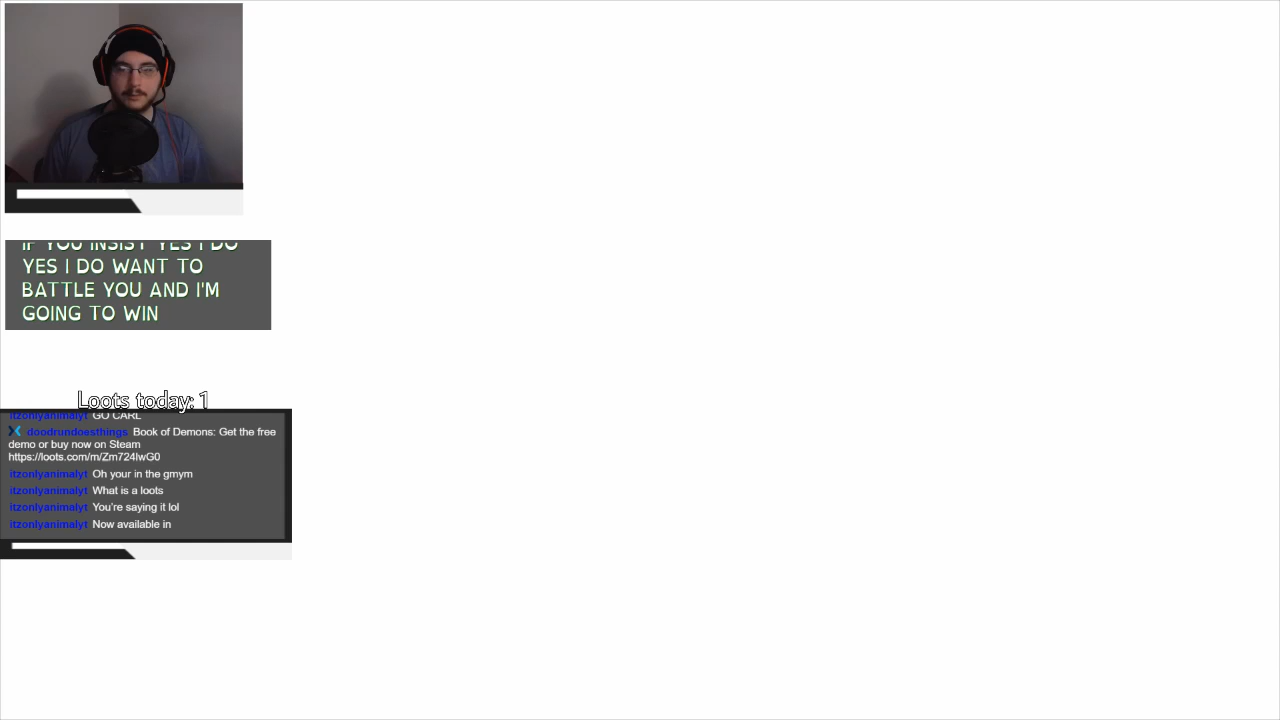 IF YOU INSIST YES I DO
YES I DO WANT TO
BATTLE YOU AND I'M
GOING TO WIN
Loots today: 1
itzonlyanimalyt GO CARL
doodrundoesthings Book of Demons: Get the free
demo or buy now on Steam
https://loots.com/m/Zm724lwG0
itzonlyanimalyt Oh your in the gmym
itzonlyanimalyt What is a loots
itzonlyanimalyt You're saying it lol
itzonlyanimalyt Now available in